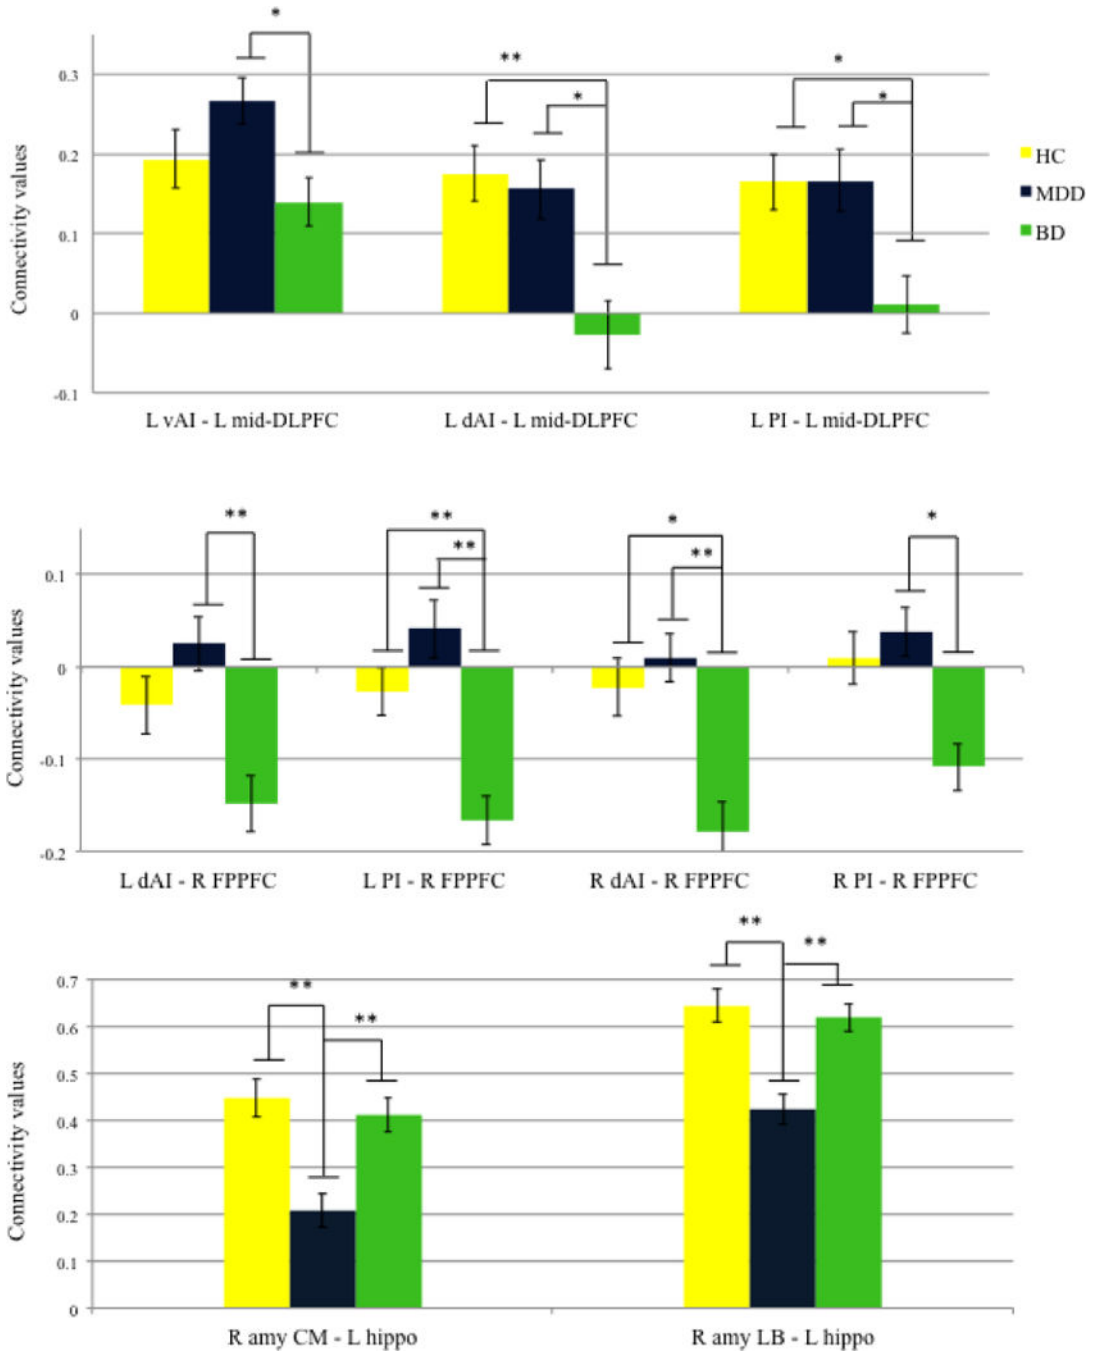 *
**
*
*
*
0.3
0.2
0.1
0
-0.1
Connectivity values
HC
MDD
BD
L vAI - L mid-DLPFC
L dAI - L mid-DLPFC
L PI - L mid-DLPFC
**
**
**
*
**
*
0.1
0
-0.1
-0.2
Connectivity values
L dAI - R FPPFC
L PI - R FPPFC
R dAI - R FPPFC
R PI - R FPPFC
**
**
**
**
0.7
0.6
0.5
0.4
0.3
0.2
0.1
0
Connectivity values
R amy CM - L hippo
R amy LB - L hippo